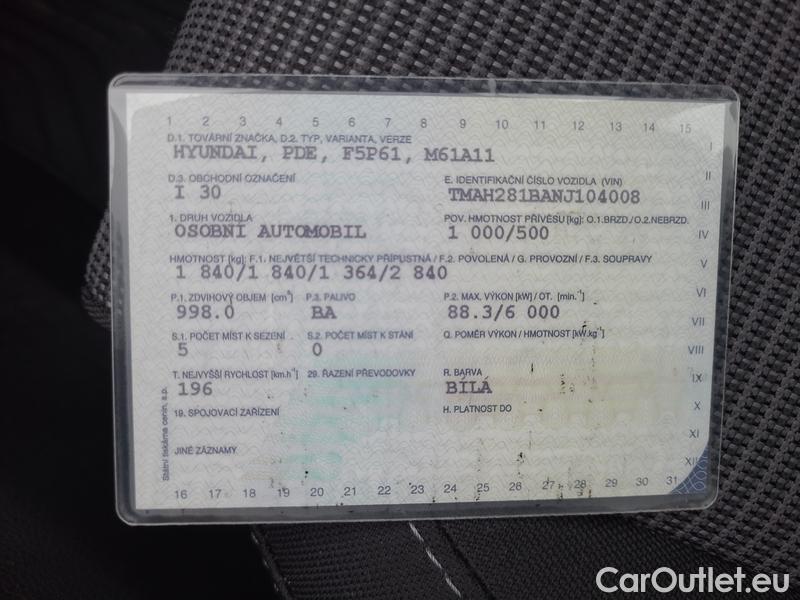 1 2 3 4 5 6 7 8 9 10 11 12 13 14 15
D.1. TOVÁRNÍ ZNAČKA, D.2. TYP, VARIANTA, VERZE
HYUNDAI, PDE, F5P61, M61A11
I
D.3. OBCHODNÍ OZNAČENÍ E. IDENTIFIKAČNÍ ČÍSLO VOZIDLA (VIN)
II
I 30 TMAH281BANJ104008
III
1. DRUH VOZIDLA POV. HMOTNOST PŘÍVĚSU [kg]: O.1.BRZD./O.2.NEBRZD.
OSOBNÍ AUTOMOBIL 1 000/500
IV
HMOTNOST [kg]: F.1. NEJVĚTŠÍ TECHNICKY PŘÍPUSTNÁ / F.2. POVOLENÁ / G. PROVOZNÍ / F.3. SOUPRAVY
1 840/1 840/1 364/2 840
V
P.1. ZDVIHOVÝ OBJEM [cm³] P.3. PALIVO P.2. MAX. VÝKON [kW] / OT. [min.⁻¹]
VI
998.0 BA 88.3/6 000
VII
S.1. POČET MÍST K SEZENÍ S.2. POČET MÍST K STÁNÍ Q. POMĚR VÝKON / HMOTNOST [kW.kg⁻¹]
5 0
VIII
T. NEJVYŠŠÍ RYCHLOST [km.h⁻¹] 29. ŘAZENÍ PŘEVODOVKY R. BARVA
IX
196 BÍLÁ
19. SPOJOVACÍ ZAŘÍZENÍ H. PLATNOST DO
X
XI
JINÉ ZÁZNAMY
XII
Státní tiskárna cenin, s.p.
16 17 18 19 20 21 22 23 24 25 26 27 28 29 30 31
CarOutlet.eu